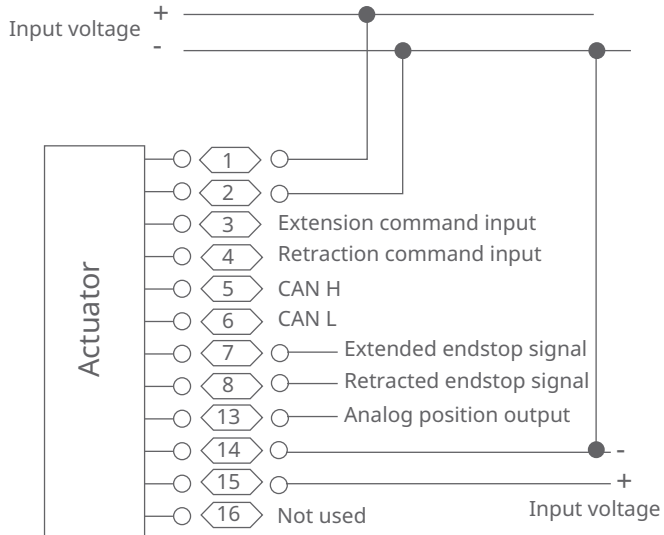 Input voltage
+
-
1
2
3 Extension command input
4 Retraction command input
5 CAN H
6 CAN L
7 Extended endstop signal
8 Retracted endstop signal
13 Analog position output
14 -
15 +
Input voltage
16 Not used
Actuator